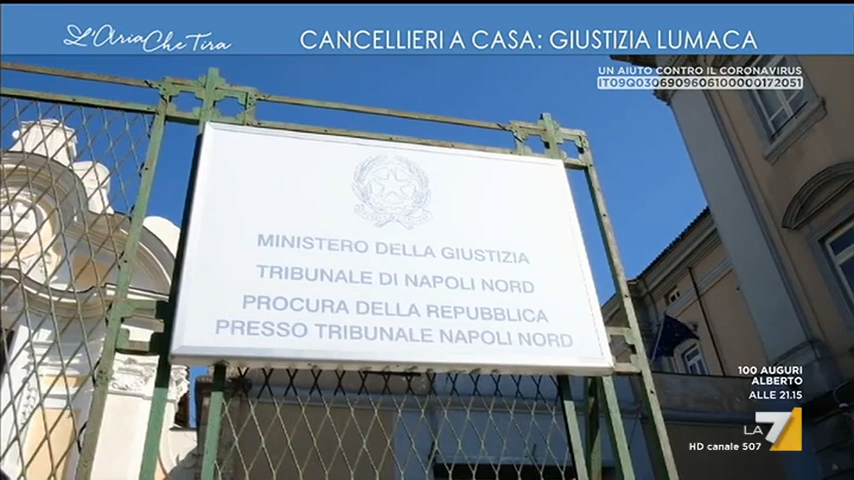 L'Aria Che Tira
CANCELLIERI A CASA: GIUSTIZIA LUMACA
UN AIUTO CONTRO IL CORONAVIRUS
IT09Q0306909606100000172051
MINISTERO DELLA GIUSTIZIA
TRIBUNALE DI NAPOLI NORD
PROCURA DELLA REPUBBLICA
PRESSO TRIBUNALE NAPOLI NORD
100 AUGURI
ALBERTO
ALLE 21.15
LA7
HD canale 507